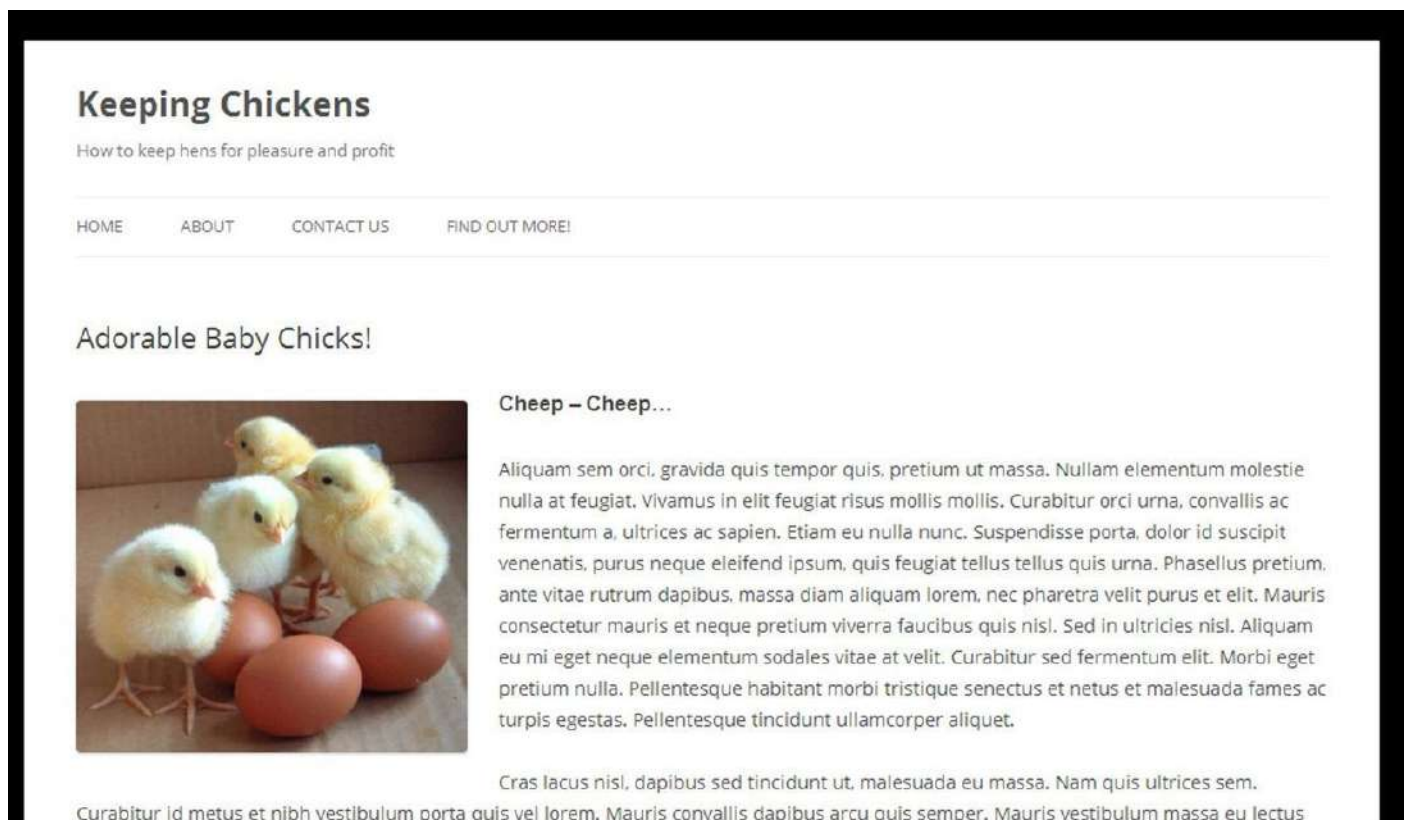 Keeping Chickens
How to keep hens for pleasure and profit
HOME ABOUT CONTACT US FIND OUT MORE!
Adorable Baby Chicks!
Cheep – Cheep…
Aliquam sem orci, gravida quis tempor quis, pretium ut massa. Nullam elementum molestie
nulla at feugiat. Vivamus in elit feugiat risus mollis mollis. Curabitur orci urna, convallis ac
fermentum a, ultrices ac sapien. Etiam eu nulla nunc. Suspendisse porta, dolor id suscipit
venenatis, purus neque eleifend ipsum, quis feugiat tellus tellus quis urna. Phasellus pretium,
ante vitae rutrum dapibus, massa diam aliquam lorem, nec pharetra velit purus et elit. Mauris
consectetur mauris et neque pretium viverra faucibus quis nisl. Sed in ultricies nisl. Aliquam
eu mi eget neque elementum sodales vitae at velit. Curabitur sed fermentum elit. Morbi eget
pretium nulla. Pellentesque habitant morbi tristique senectus et netus et malesuada fames ac
turpis egestas. Pellentesque tincidunt ullamcorper aliquet.
Cras lacus nisl, dapibus sed tincidunt ut, malesuada eu massa. Nam quis ultrices sem.
Curabitur id metus et nibh vestibulum porta quis vel lorem. Mauris convallis dapibus arcu quis semper. Mauris vestibulum massa eu lectus